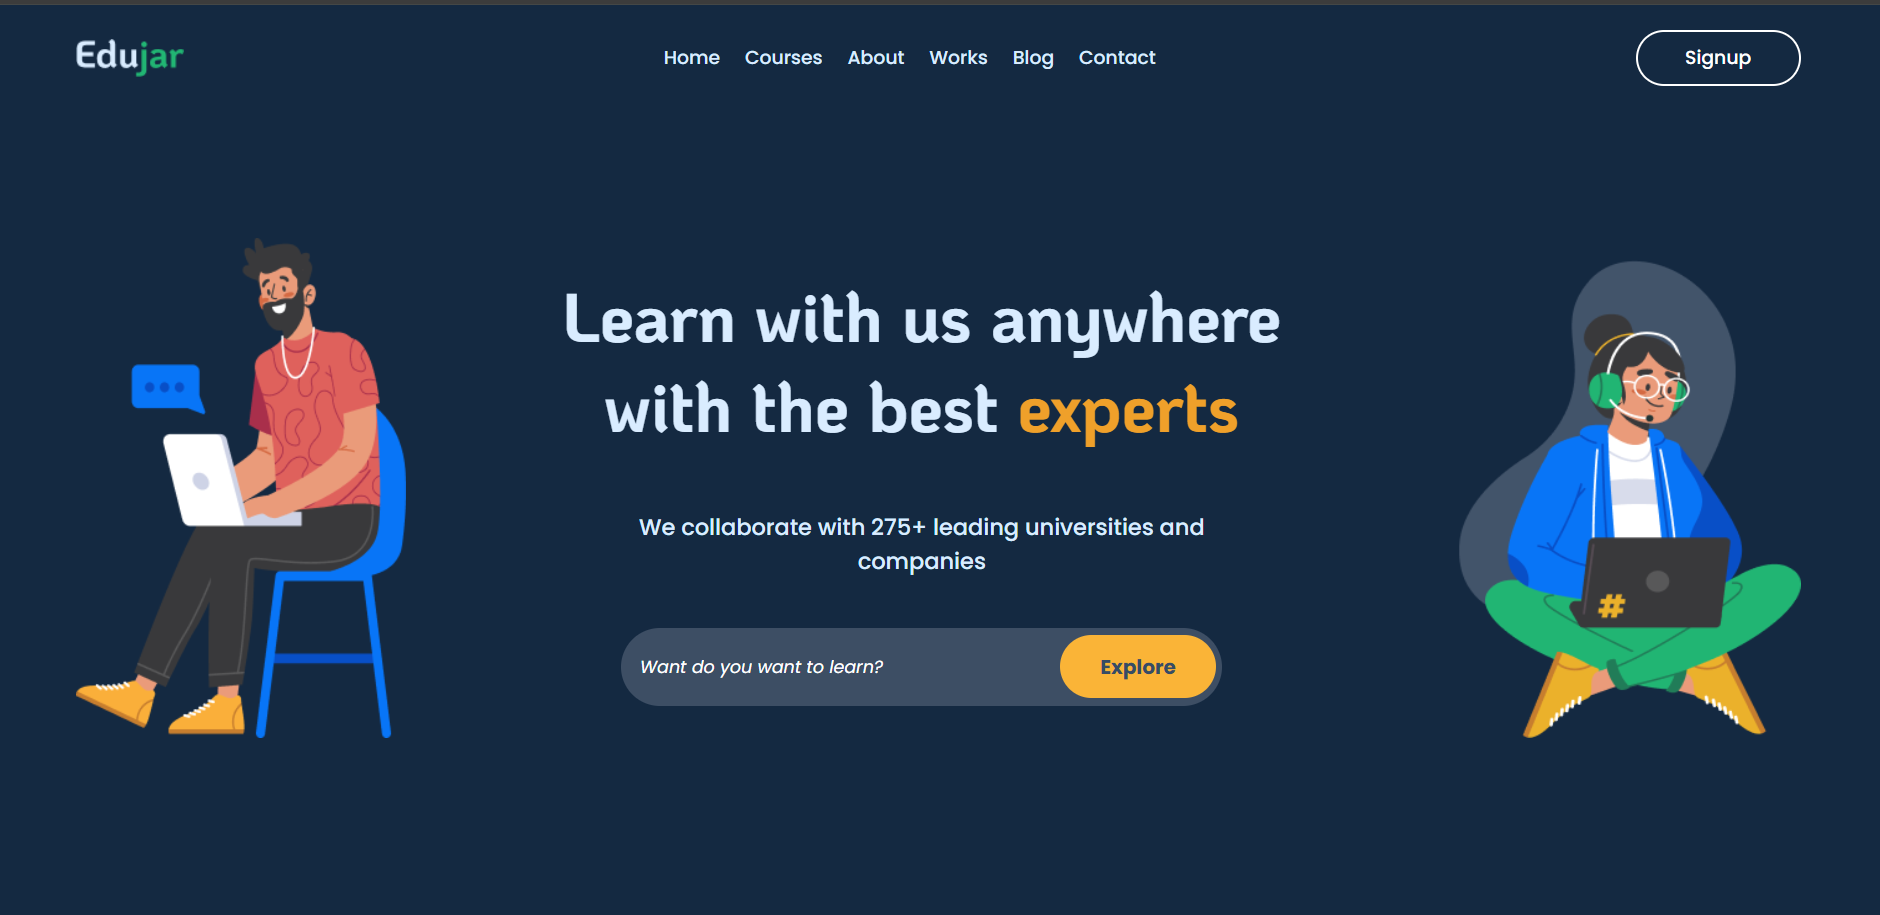 Edujar
Home Courses About Works Blog Contact
Signup
Learn with us anywhere
with the best experts
We collaborate with 275+ leading universities and
companies
Want do you want to learn?
Explore
#